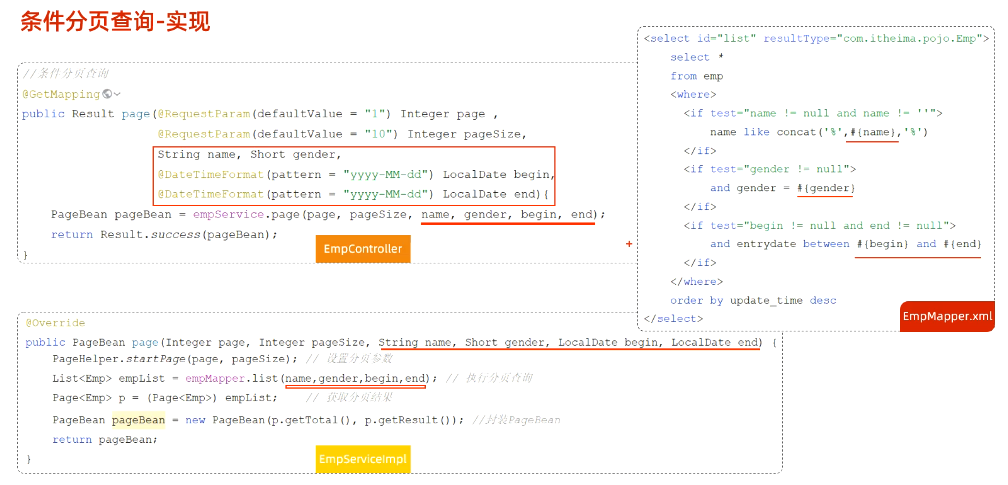 条件分页查询-实现
//条件分页查询
@GetMapping
public Result page(@RequestParam(defaultValue = "1") Integer page ,
@RequestParam(defaultValue = "10") Integer pageSize,
String name, Short gender,
@DateTimeFormat(pattern = "yyyy-MM-dd") LocalDate begin,
@DateTimeFormat(pattern = "yyyy-MM-dd") LocalDate end){
PageBean pageBean = empService.page(page, pageSize, name, gender, begin, end);
return Result.success(pageBean);
}
EmpController
+
<select id="list" resultType="com.itheima.pojo.Emp">
select *
from emp
<where>
<if test="name != null and name != ''">
name like concat('%',#{name},'%')
</if>
<if test="gender != null">
and gender = #{gender}
</if>
<if test="begin != null and end != null">
and entrydate between #{begin} and #{end}
</if>
</where>
order by update_time desc
</select>
EmpMapper.xml
@Override
public PageBean page(Integer page, Integer pageSize, String name, Short gender, LocalDate begin, LocalDate end) {
PageHelper.startPage(page, pageSize); // 设置分页参数
List<Emp> empList = empMapper.list(name,gender,begin,end); // 执行分页查询
Page<Emp> p = (Page<Emp>) empList; // 获取分页结果
PageBean pageBean = new PageBean(p.getTotal(), p.getResult()); //封装PageBean
return pageBean;
}
EmpServiceImpl